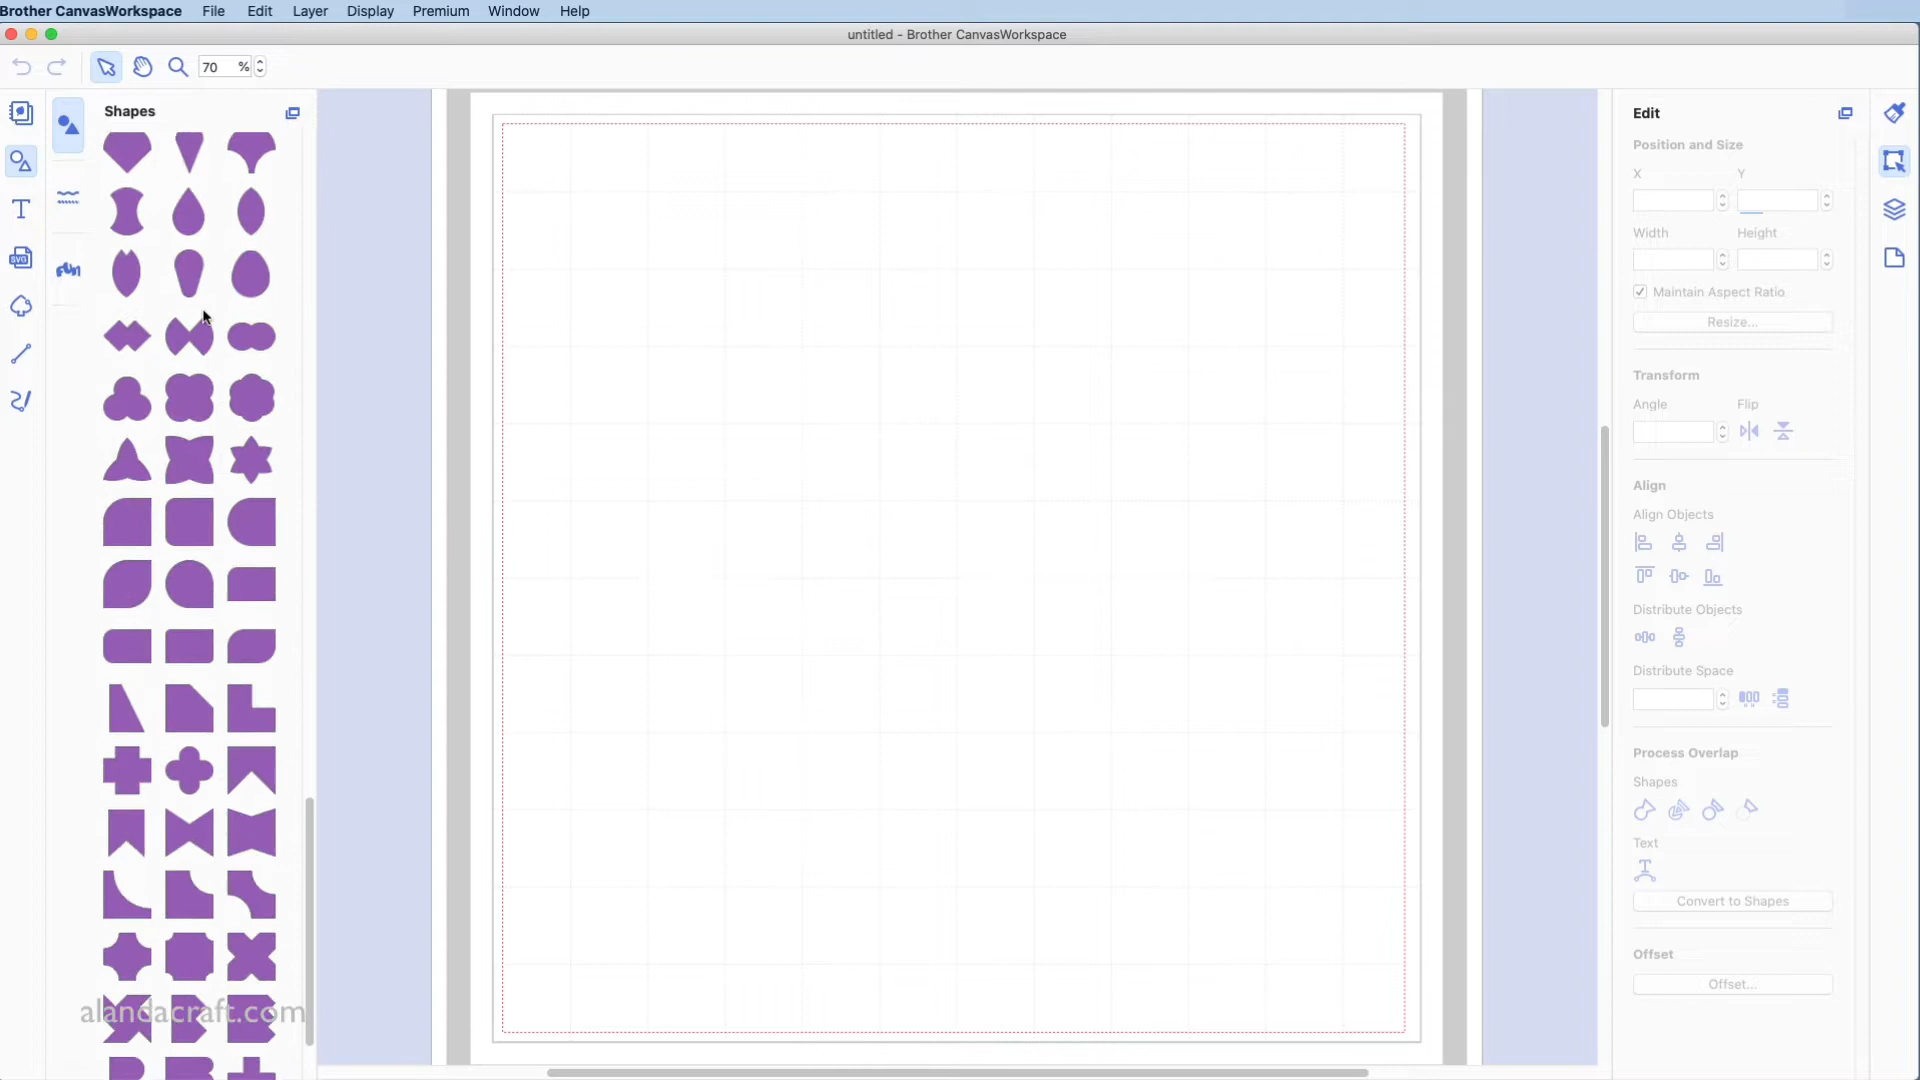 Brother CanvasWorkspace File Edit Layer Display Premium Window Help
untitled - Brother CanvasWorkspace
70 %
Shapes
SVG
alandacraft.com
Edit
Position and Size
X Y
Width Height
Maintain Aspect Ratio
Resize...
Transform
Angle Flip
Align
Align Objects
Distribute Objects
Distribute Space
Process Overlap
Shapes
Text
Convert to Shapes
Offset
Offset...